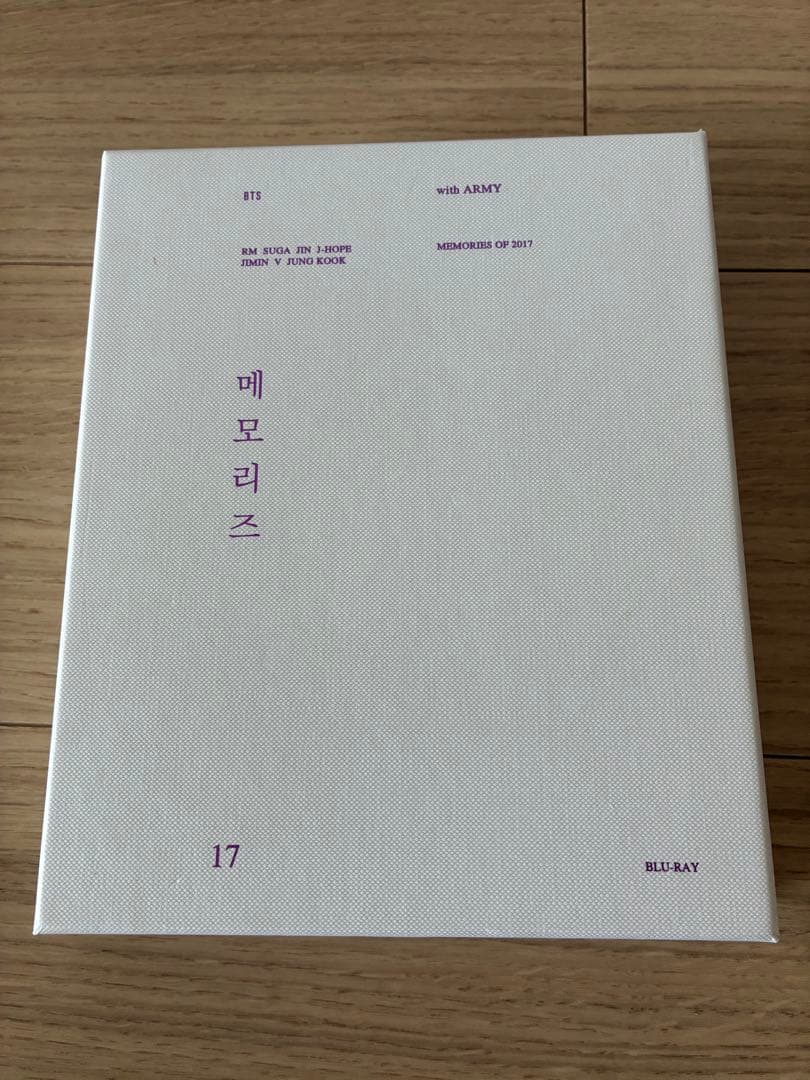 BTS
with ARMY
RM SUGA JIN J-HOPE
JIMIN V JUNG KOOK
MEMORIES OF 2017
메모리즈
17
BLU-RAY